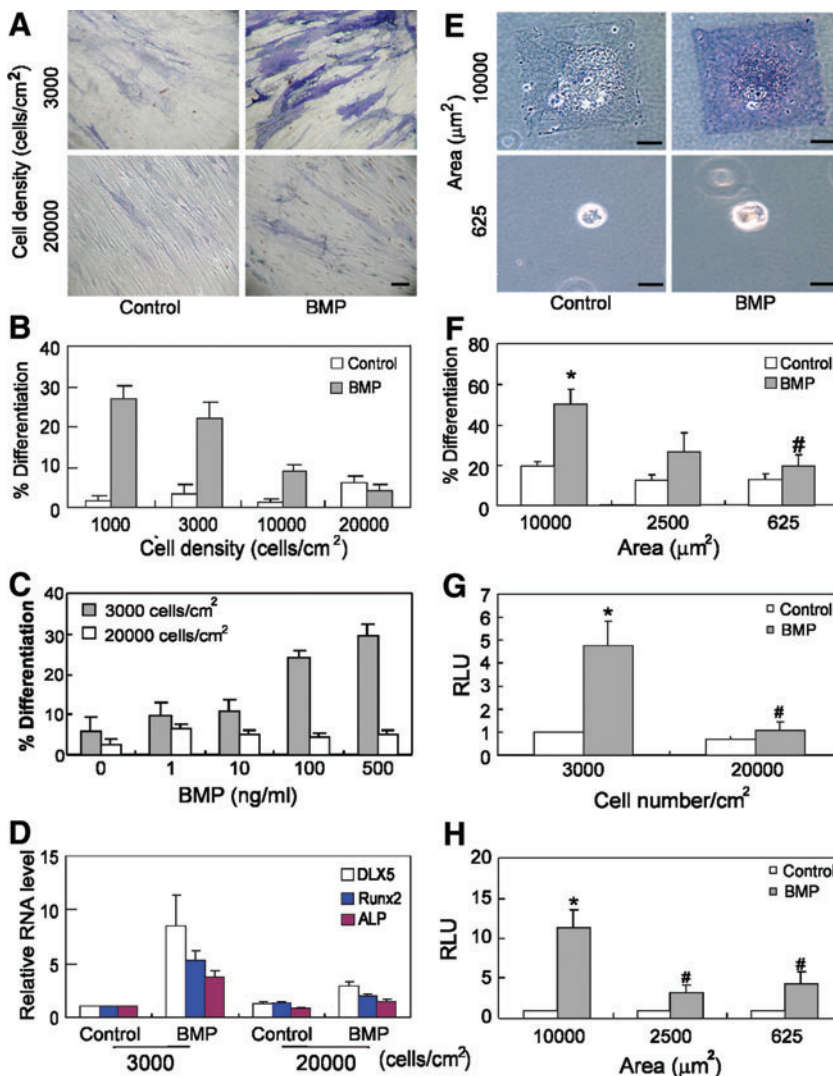 A
Cell density (cells/cm²)
3000
20000
Control
BMP
B
% Differentiation
40
30
20
10
0
Control
BMP
1000
3000
10000
20000
Cell density (cells/cm²)
C
% Differentiation
40
30
20
10
0
3000 cells/cm²
20000 cells/cm²
0
1
10
100
500
BMP (ng/ml)
D
Relative RNA level
15
10
5
0
DLX5
Runx2
ALP
Control
BMP
Control
BMP
3000
20000
(cells/cm²)
E
Area (μm²)
10000
625
Control
BMP
F
% Differentiation
80
60
40
20
0
Control
BMP
*
#
10000
2500
625
Area (μm²)
G
RLU
7
6
5
4
3
2
1
0
Control
BMP
*
#
3000
20000
Cell number/cm²
H
RLU
20
15
10
5
0
Control
BMP
*
#
#
10000
2500
625
Area (μm²)